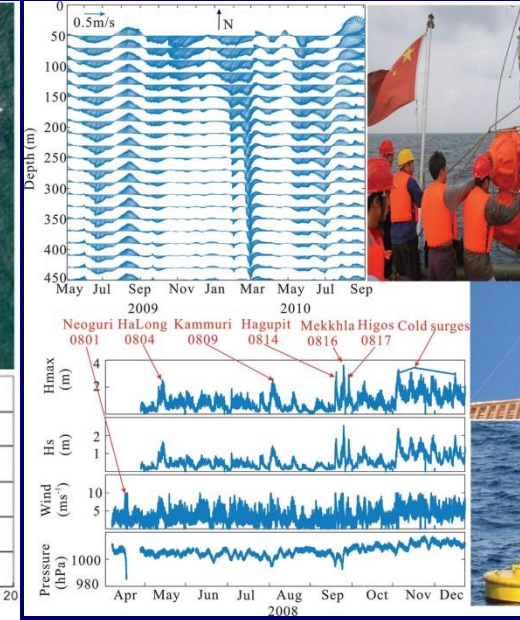 0.5m/s
N
0
50
100
150
200
250
300
350
400
450
Depth (m)
May Jul Sep Nov Jan Mar May Jul Sep
2009 2010
Neoguri HaLong Kammuri Hagupit Mekkhla Higos Cold surges
0801 0804 0809 0814 0816 0817
Hmax
(m)
4
2
Hs
(m)
2
1
Wind
(ms⁻¹)
10
5
Pressure
(hPa)
1000
980
Apr May Jun Jul Aug Sep Oct Nov Dec
2008
20